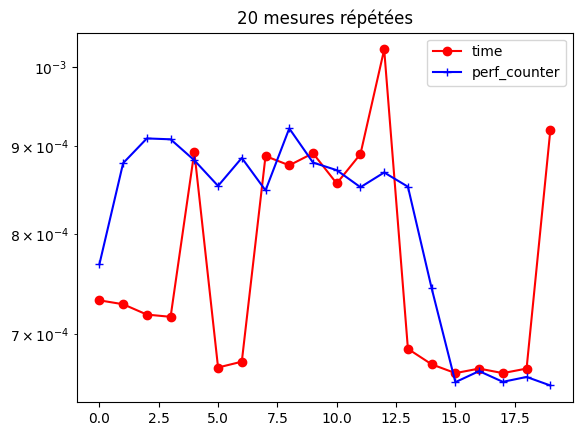 20 mesures répétées
time
perf_counter
10⁻³
9 × 10⁻⁴
8 × 10⁻⁴
7 × 10⁻⁴
0.0 2.5 5.0 7.5 10.0 12.5 15.0 17.5